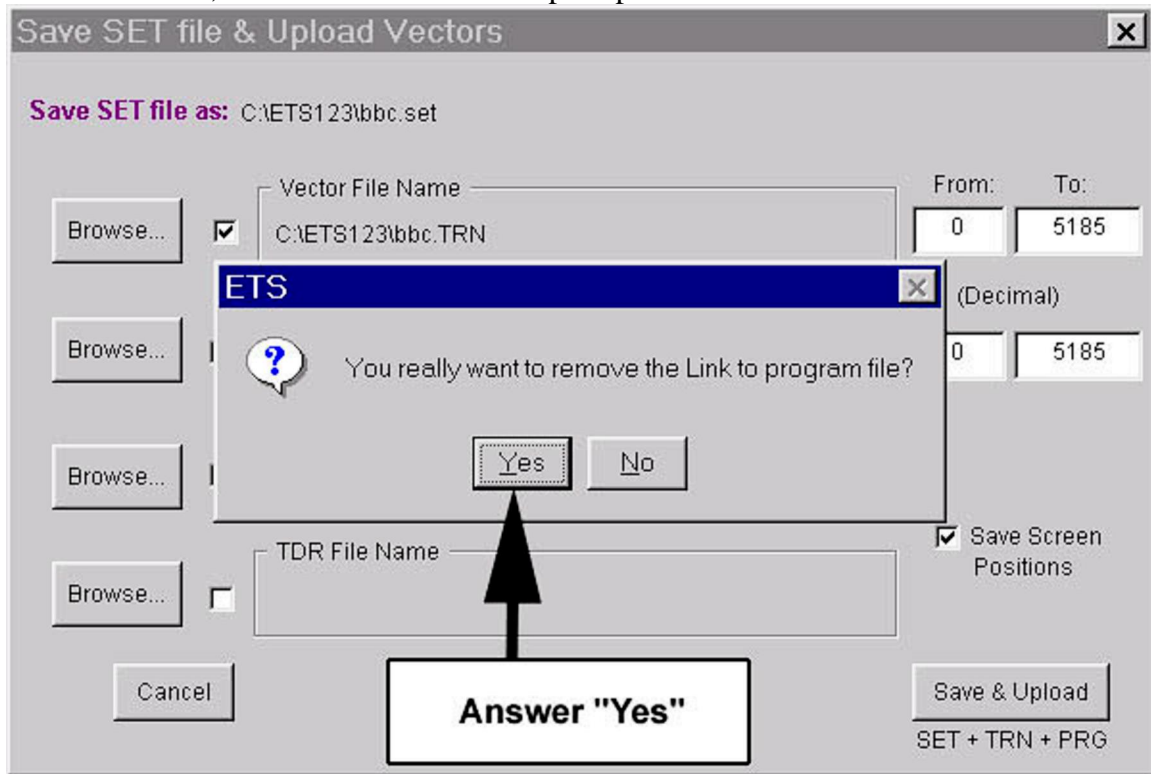 Save SET file & Upload Vectors
Save SET file as: C:\ETS123\bbc.set
Vector File Name
From: To:
Browse... C:\ETS123\bbc.TRN 0 5185
ETS
(Decimal)
Browse... You really want to remove the Link to program file? 0 5185
Yes No
Browse...
Save Screen
Positions
TDR File Name
Browse...
Cancel
Answer "Yes"
Save & Upload
SET + TRN + PRG